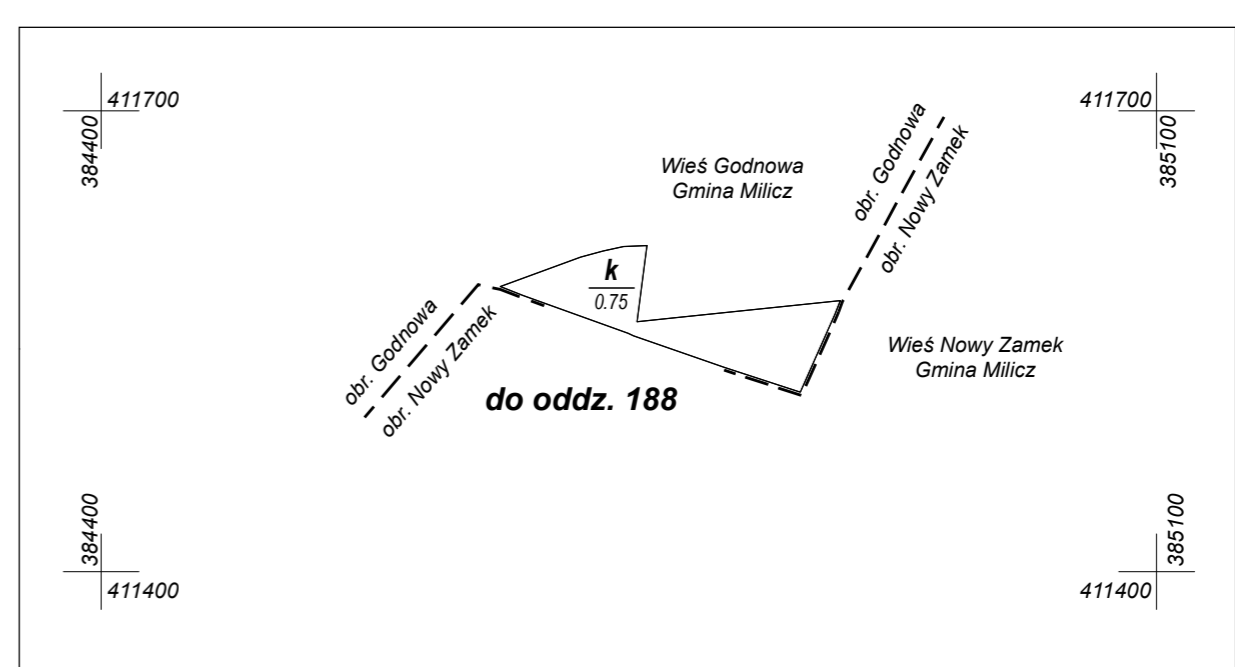 411700
384400
411700
385100
Wieś Godnowa
Gmina Milicz
obr. Godnowa
obr. Nowy Zamek
k
0.75
obr. Godnowa
obr. Nowy Zamek
Wieś Nowy Zamek
Gmina Milicz
do oddz. 188
384400
411400
385100
411400